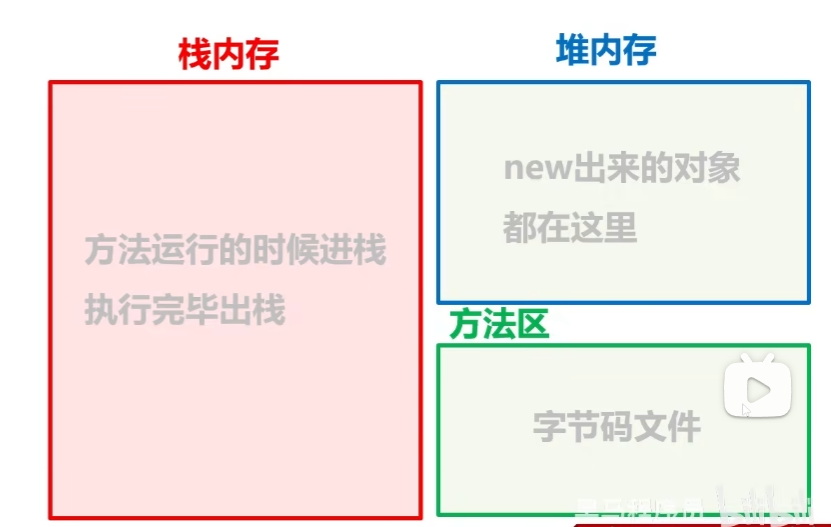 栈内存
堆内存
方法运行的时候进栈
执行完毕出栈
new出来的对象
都在这里
方法区
字节码文件